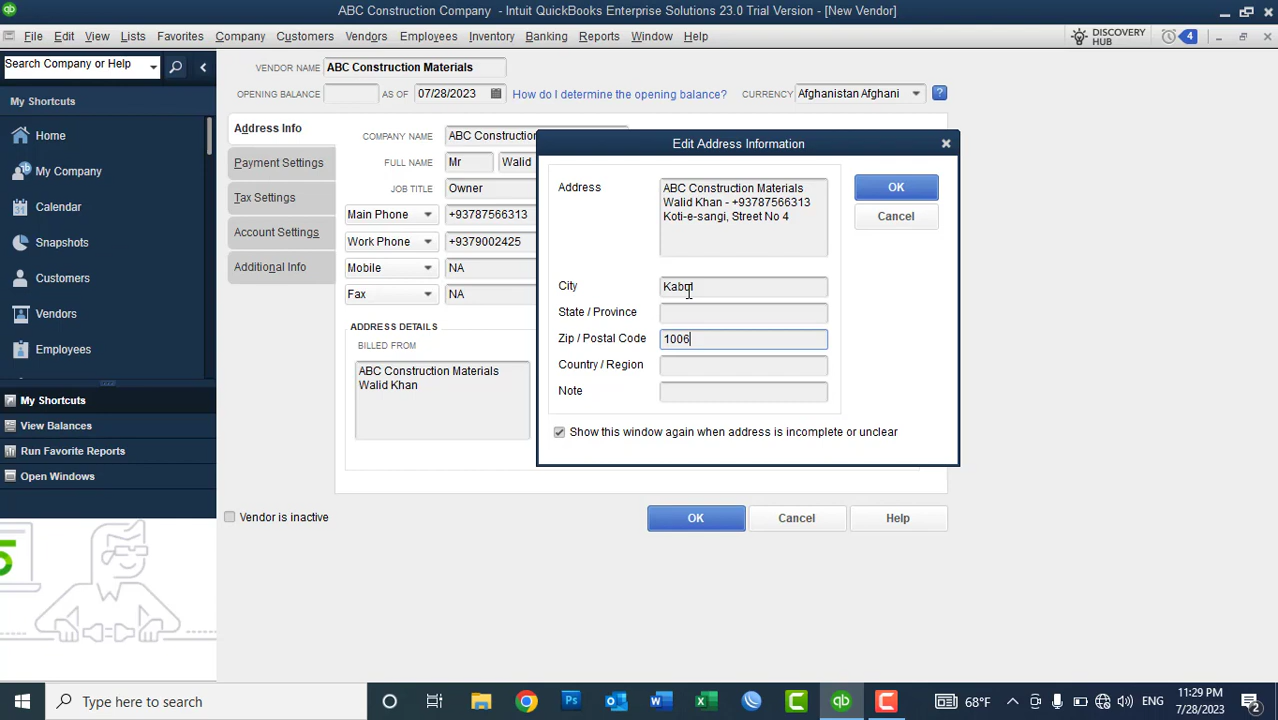 ABC Construction Company - Intuit QuickBooks Enterprise Solutions 23.0 Trial Version - [New Vendor]
File Edit View Lists Favorites Company Customers Vendors Employees Inventory Banking Reports Window Help
DISCOVERY HUB
4
Search Company or Help
My Shortcuts
Home
My Company
Calendar
Snapshots
Customers
Vendors
Employees
My Shortcuts
View Balances
Run Favorite Reports
Open Windows
VENDOR NAME ABC Construction Materials
OPENING BALANCE AS OF 07/28/2023 How do I determine the opening balance? CURRENCY Afghanistan Afghani ?
Address Info
Payment Settings
Tax Settings
Account Settings
Additional Info
COMPANY NAME ABC Construction
FULL NAME Mr Walid
JOB TITLE Owner
Main Phone +93787566313
Work Phone +9379002425
Mobile NA
Fax NA
ADDRESS DETAILS
BILLED FROM
ABC Construction Materials
Walid Khan
Edit Address Information
Address
ABC Construction Materials
Walid Khan - +93787566313
Koti-e-sangi, Street No 4
OK
Cancel
City Kabul
State / Province
Zip / Postal Code 1006
Country / Region
Note
Show this window again when address is incomplete or unclear
Vendor is inactive
OK Cancel Help
Type here to search
Ps
qb
68°F
ENG
11:29 PM
7/28/2023
2